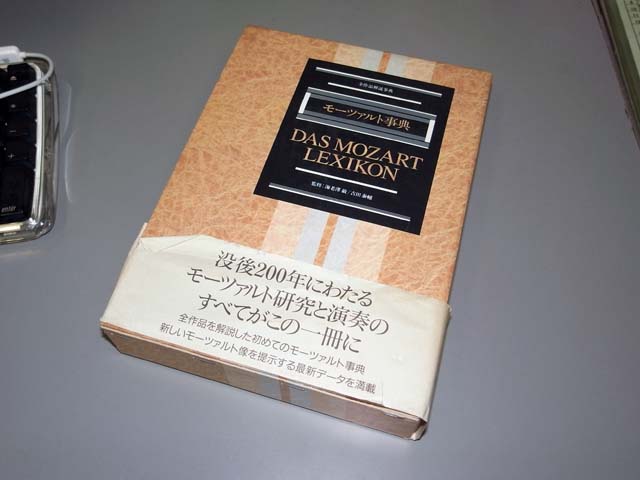 全作品解説事典
モーツァルト事典
DAS MOZART
LEXIKON
監修:海老澤 敏/吉田泰輔
没後200年にわたる
モーツァルト研究と演奏の
すべてがこの一冊に
全作品を解説した初めてのモーツァルト事典
新しいモーツァルト像を提示する最新データを満載
enter